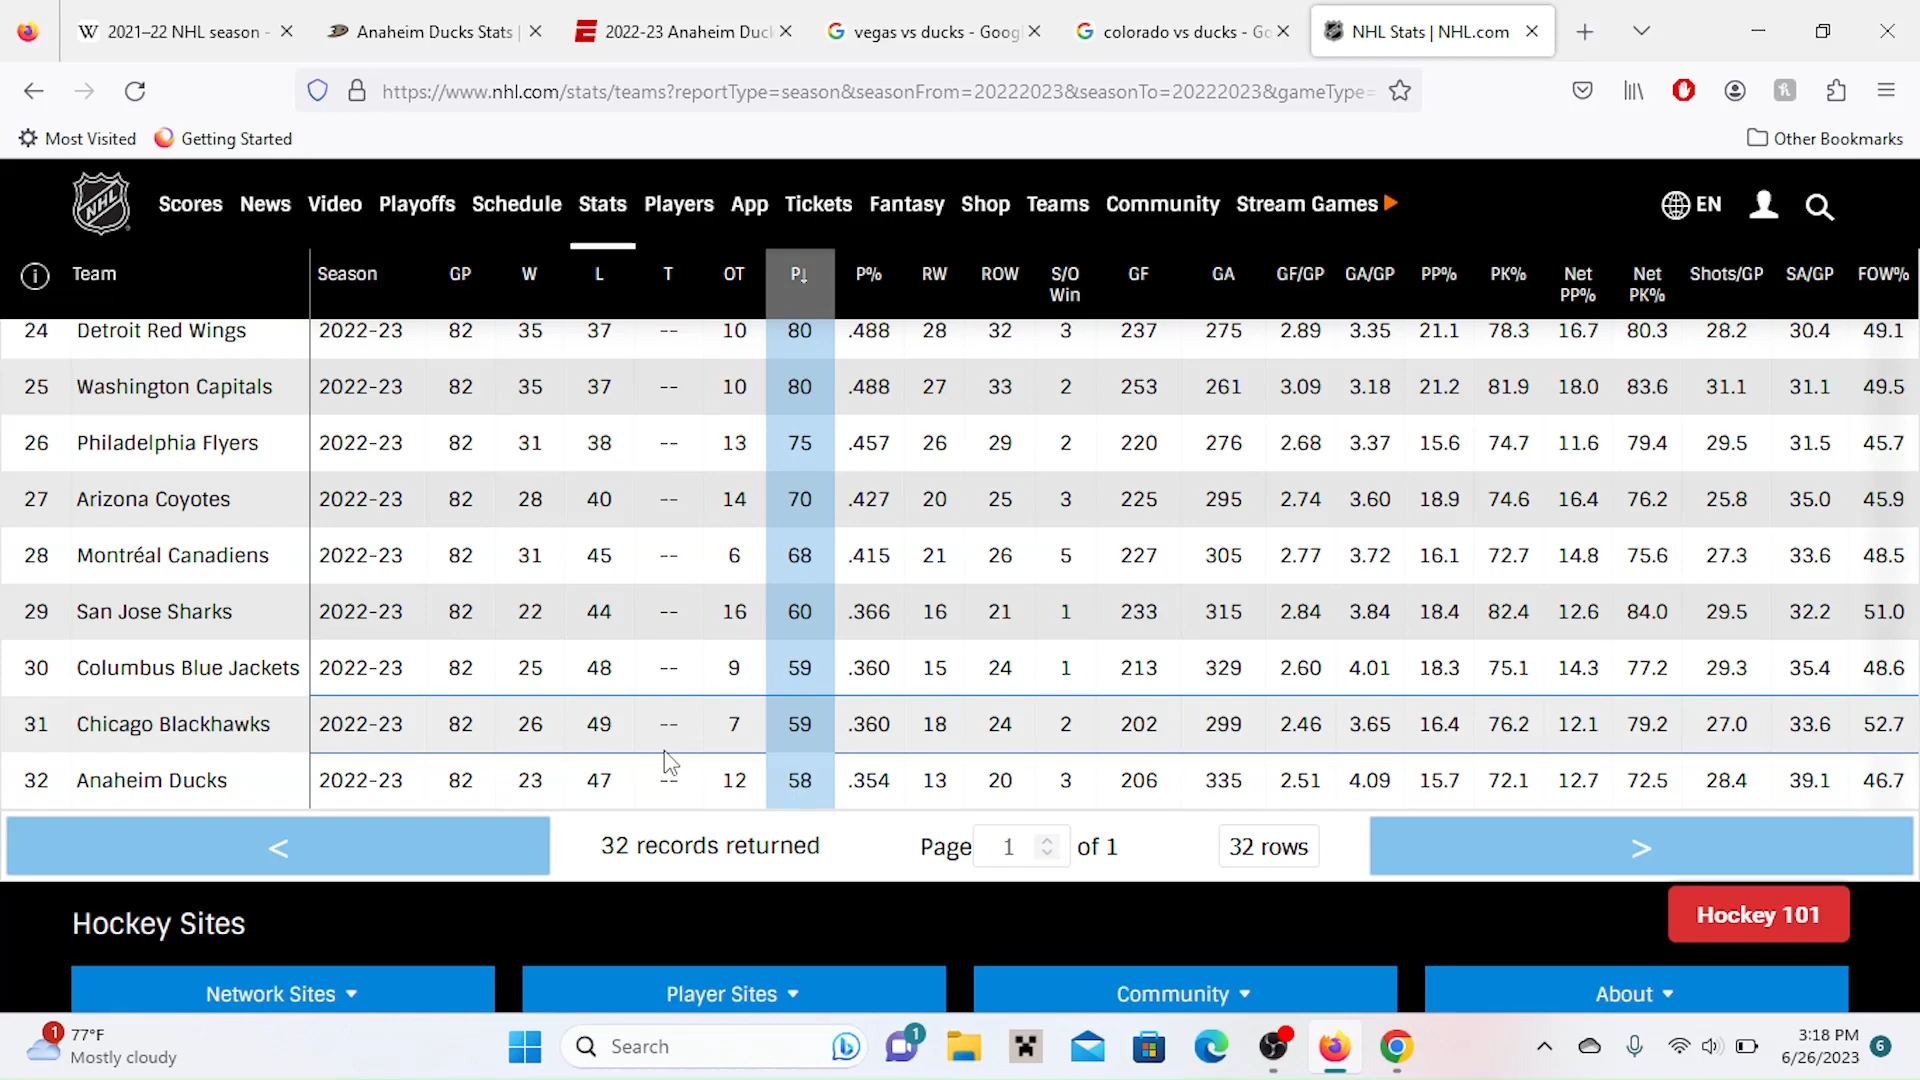 2021–22 NHL season -
Anaheim Ducks Stats |
2022-23 Anaheim Duck
vegas vs ducks - Goog
colorado vs ducks - Go
NHL Stats | NHL.com
https://www.nhl.com/stats/teams?reportType=season&seasonFrom=20222023&seasonTo=20222023&gameType=
Most Visited Getting Started Other Bookmarks
NHL Scores News Video Playoffs Schedule Stats Players App Tickets Fantasy Shop Teams Community Stream Games EN
i Team Season GP W L T OT P↓ P% RW ROW S/O Win GF GA GF/GP GA/GP PP% PK% Net PP% Net PK% Shots/GP SA/GP FOW%
24 Detroit Red Wings 2022-23 82 35 37 -- 10 80 .488 28 32 3 237 275 2.89 3.35 21.1 78.3 16.7 80.3 28.2 30.4 49.1
25 Washington Capitals 2022-23 82 35 37 -- 10 80 .488 27 33 2 253 261 3.09 3.18 21.2 81.9 18.0 83.6 31.1 31.1 49.5
26 Philadelphia Flyers 2022-23 82 31 38 -- 13 75 .457 26 29 2 220 276 2.68 3.37 15.6 74.7 11.6 79.4 29.5 31.5 45.7
27 Arizona Coyotes 2022-23 82 28 40 -- 14 70 .427 20 25 3 225 295 2.74 3.60 18.9 74.6 16.4 76.2 25.8 35.0 45.9
28 Montréal Canadiens 2022-23 82 31 45 -- 6 68 .415 21 26 5 227 305 2.77 3.72 16.1 72.7 14.8 75.6 27.3 33.6 48.5
29 San Jose Sharks 2022-23 82 22 44 -- 16 60 .366 16 21 1 233 315 2.84 3.84 18.4 82.4 12.6 84.0 29.5 32.2 51.0
30 Columbus Blue Jackets 2022-23 82 25 48 -- 9 59 .360 15 24 1 213 329 2.60 4.01 18.3 75.1 14.3 77.2 29.3 35.4 48.6
31 Chicago Blackhawks 2022-23 82 26 49 -- 7 59 .360 18 24 2 202 299 2.46 3.65 16.4 76.2 12.1 79.2 27.0 33.6 52.7
32 Anaheim Ducks 2022-23 82 23 47 -- 12 58 .354 13 20 3 206 335 2.51 4.09 15.7 72.1 12.7 72.5 28.4 39.1 46.7
< 32 records returned Page 1 of 1 32 rows >
Hockey Sites
Hockey 101
Network Sites Player Sites Community About
1 77°F
Mostly cloudy
Search
1
3:18 PM
6/26/2023
6